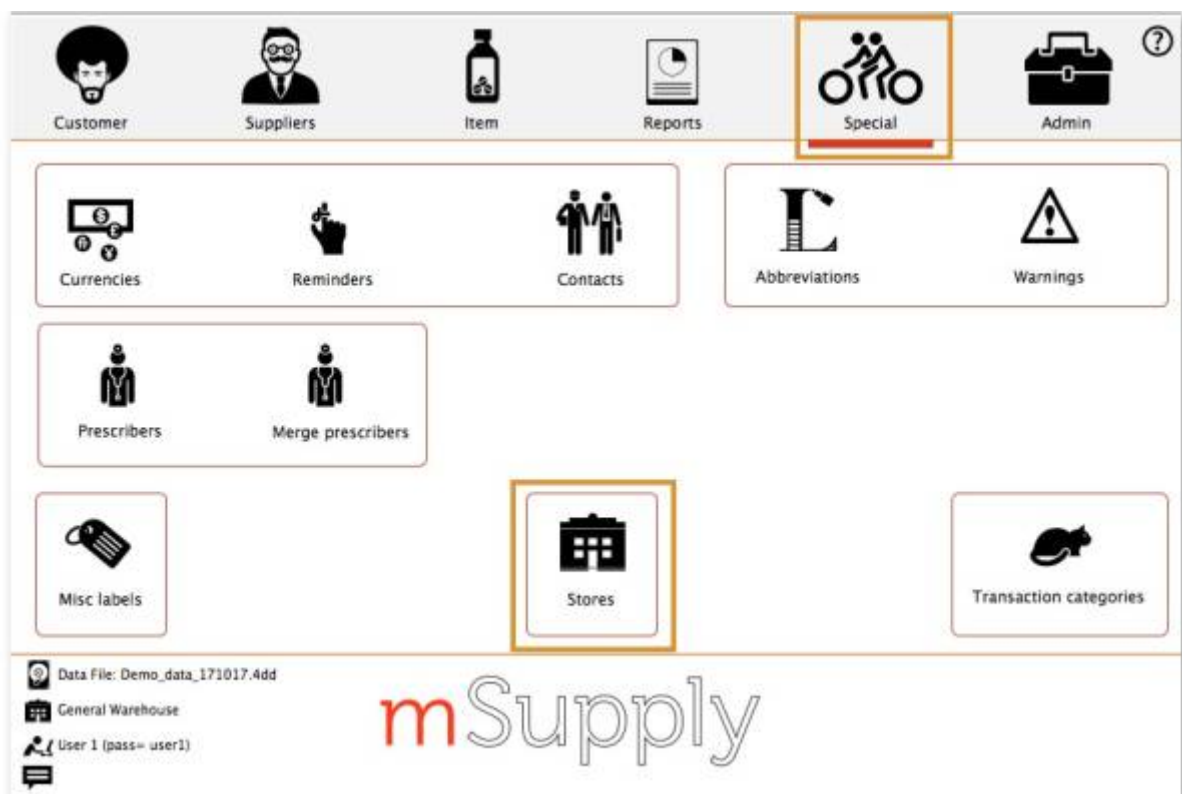 Customer
Suppliers
Item
Reports
Special
Admin
?
Currencies
Reminders
Contacts
Abbreviations
Warnings
Prescribers
Merge prescribers
Misc labels
Stores
Transaction categories
Data File: Demo_data_171017.4dd
General Warehouse
User 1 (pass= user1)
mSupply